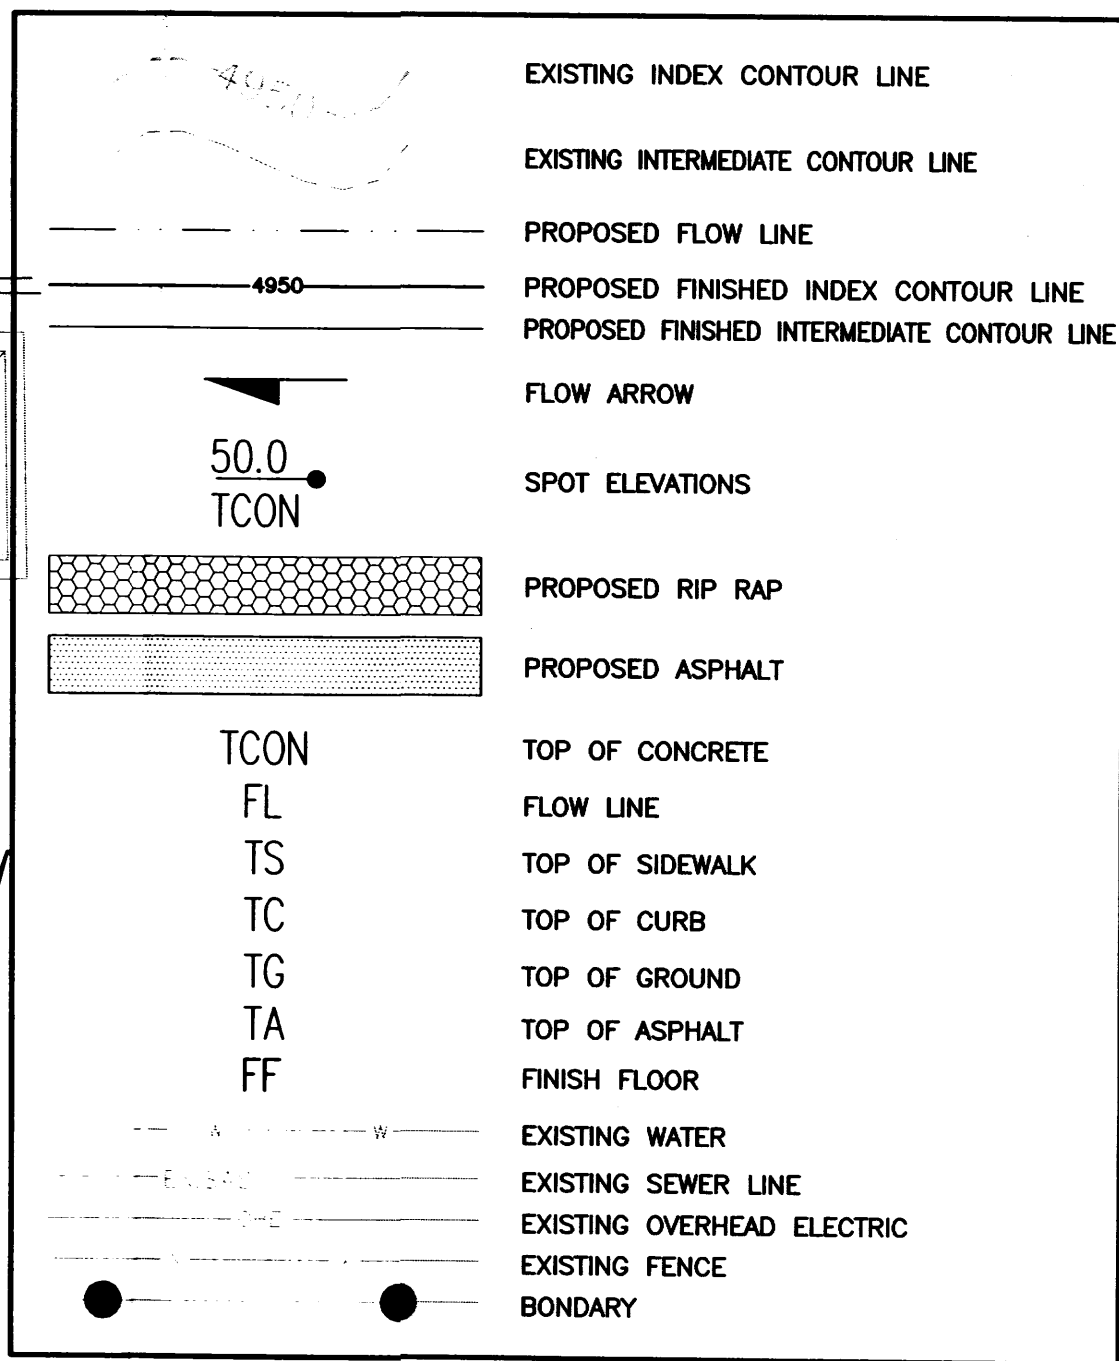 4950 EXISTING INDEX CONTOUR LINE
EXISTING INTERMEDIATE CONTOUR LINE
PROPOSED FLOW LINE
4950 PROPOSED FINISHED INDEX CONTOUR LINE
PROPOSED FINISHED INTERMEDIATE CONTOUR LINE
FLOW ARROW
50.0
TCON
SPOT ELEVATIONS
PROPOSED RIP RAP
PROPOSED ASPHALT
TCON TOP OF CONCRETE
FL FLOW LINE
TS TOP OF SIDEWALK
TC TOP OF CURB
TG TOP OF GROUND
TA TOP OF ASPHALT
FF FINISH FLOOR
W W EXISTING WATER
EXISTING SEWER LINE
OHE EXISTING OVERHEAD ELECTRIC
EXISTING FENCE
BONDARY